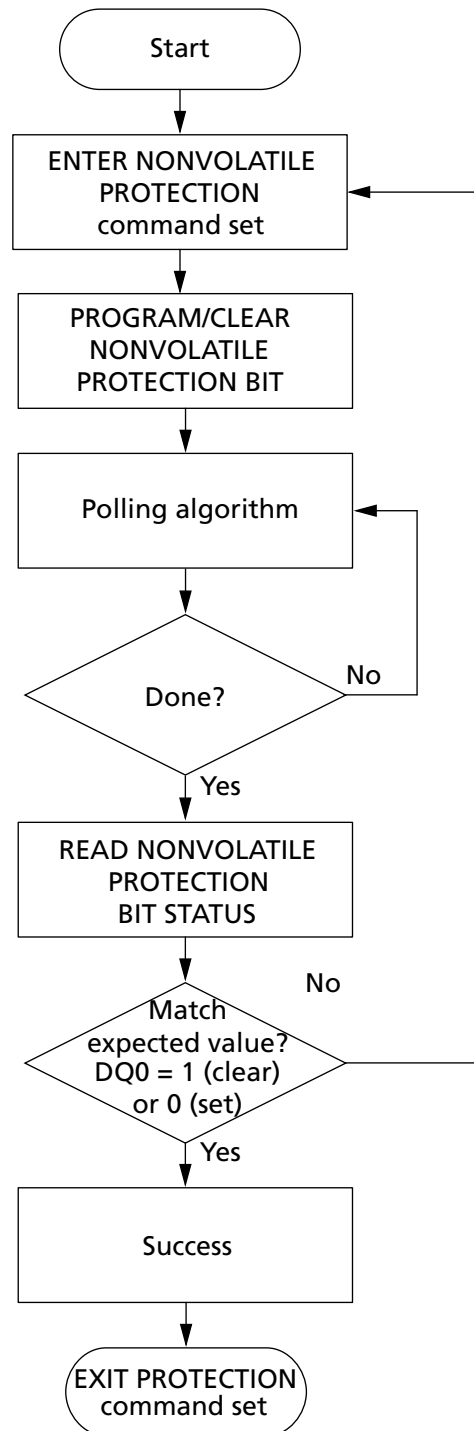 Start
ENTER NONVOLATILE
PROTECTION
command set
PROGRAM/CLEAR
NONVOLATILE
PROTECTION BIT
Polling algorithm
Done?
No
Yes
READ NONVOLATILE
PROTECTION
BIT STATUS
No
Match
expected value?
DQ0 = 1 (clear)
or 0 (set)
Yes
Success
EXIT PROTECTION
command set